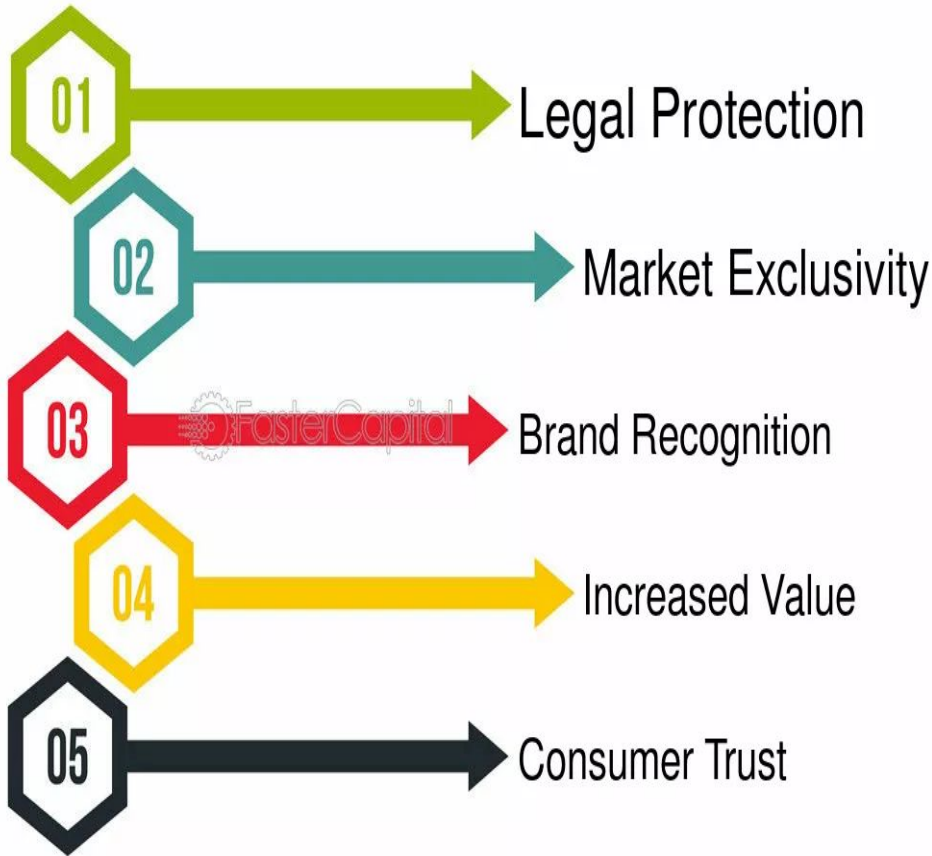 01
Legal Protection
02
Market Exclusivity
03
FasterCapital
Brand Recognition
04
Increased Value
05
Consumer Trust